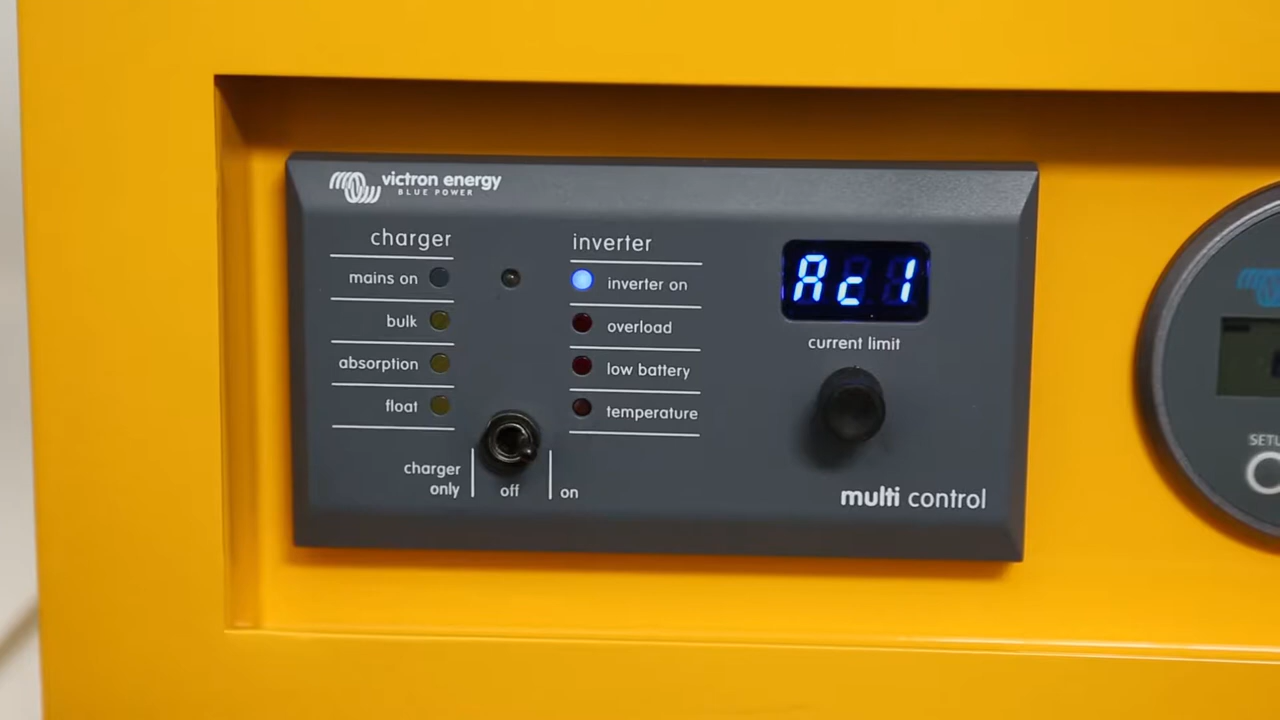 victron energy
BLUE POWER
charger
mains on
bulk
absorption
float
charger
only
off
on
inverter
inverter on
overload
low battery
temperature
Ac1
current limit
multi control